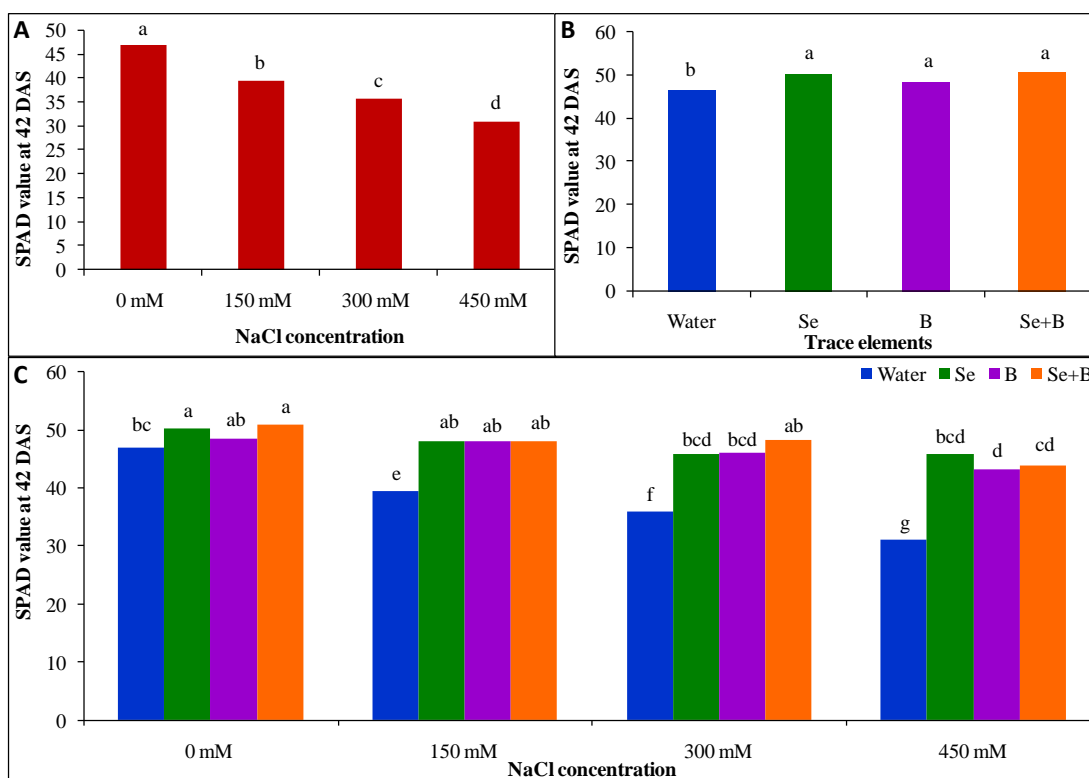 A
SPAD value at 42 DAS
50
45
40
35
30
25
20
15
10
5
0
a
b
c
d
0 mM 150 mM 300 mM 450 mM
NaCl concentration
B
SPAD value at 42 DAS
60
50
40
30
20
10
0
b
a
a
a
Water Se B Se+B
Trace elements
C
Water Se B Se+B
SPAD value at 42 DAS
60
50
40
30
20
10
0
bc a ab a
e ab ab ab
f bcd bcd ab
g bcd d cd
0 mM 150 mM 300 mM 450 mM
NaCl concentration